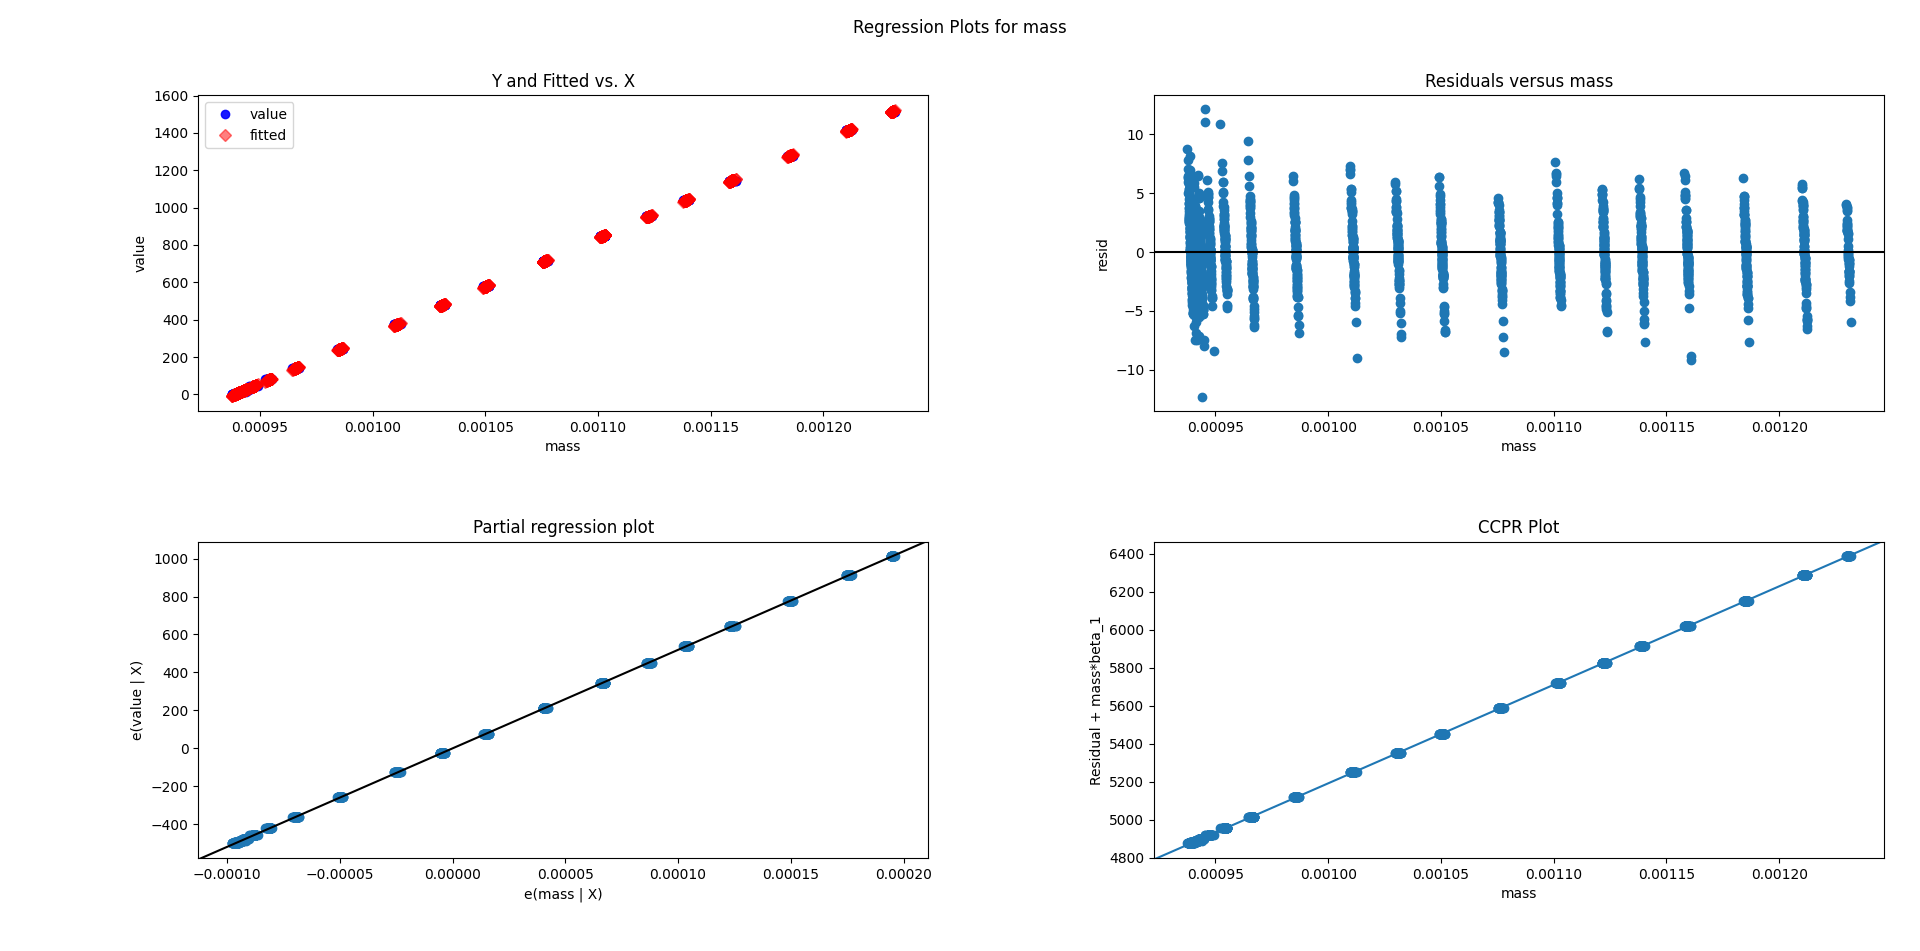 Regression Plots for mass
Y and Fitted vs. X
value
fitted
1600
1400
1200
1000
800
600
400
200
0
value
0.00095 0.00100 0.00105 0.00110 0.00115 0.00120
mass
Residuals versus mass
10
5
0
−5
−10
resid
0.00095 0.00100 0.00105 0.00110 0.00115 0.00120
mass
Partial regression plot
1000
800
600
400
200
0
−200
−400
e(value | X)
−0.00010 −0.00005 0.00000 0.00005 0.00010 0.00015 0.00020
e(mass | X)
CCPR Plot
6400
6200
6000
5800
5600
5400
5200
5000
4800
Residual + mass*beta_1
0.00095 0.00100 0.00105 0.00110 0.00115 0.00120
mass